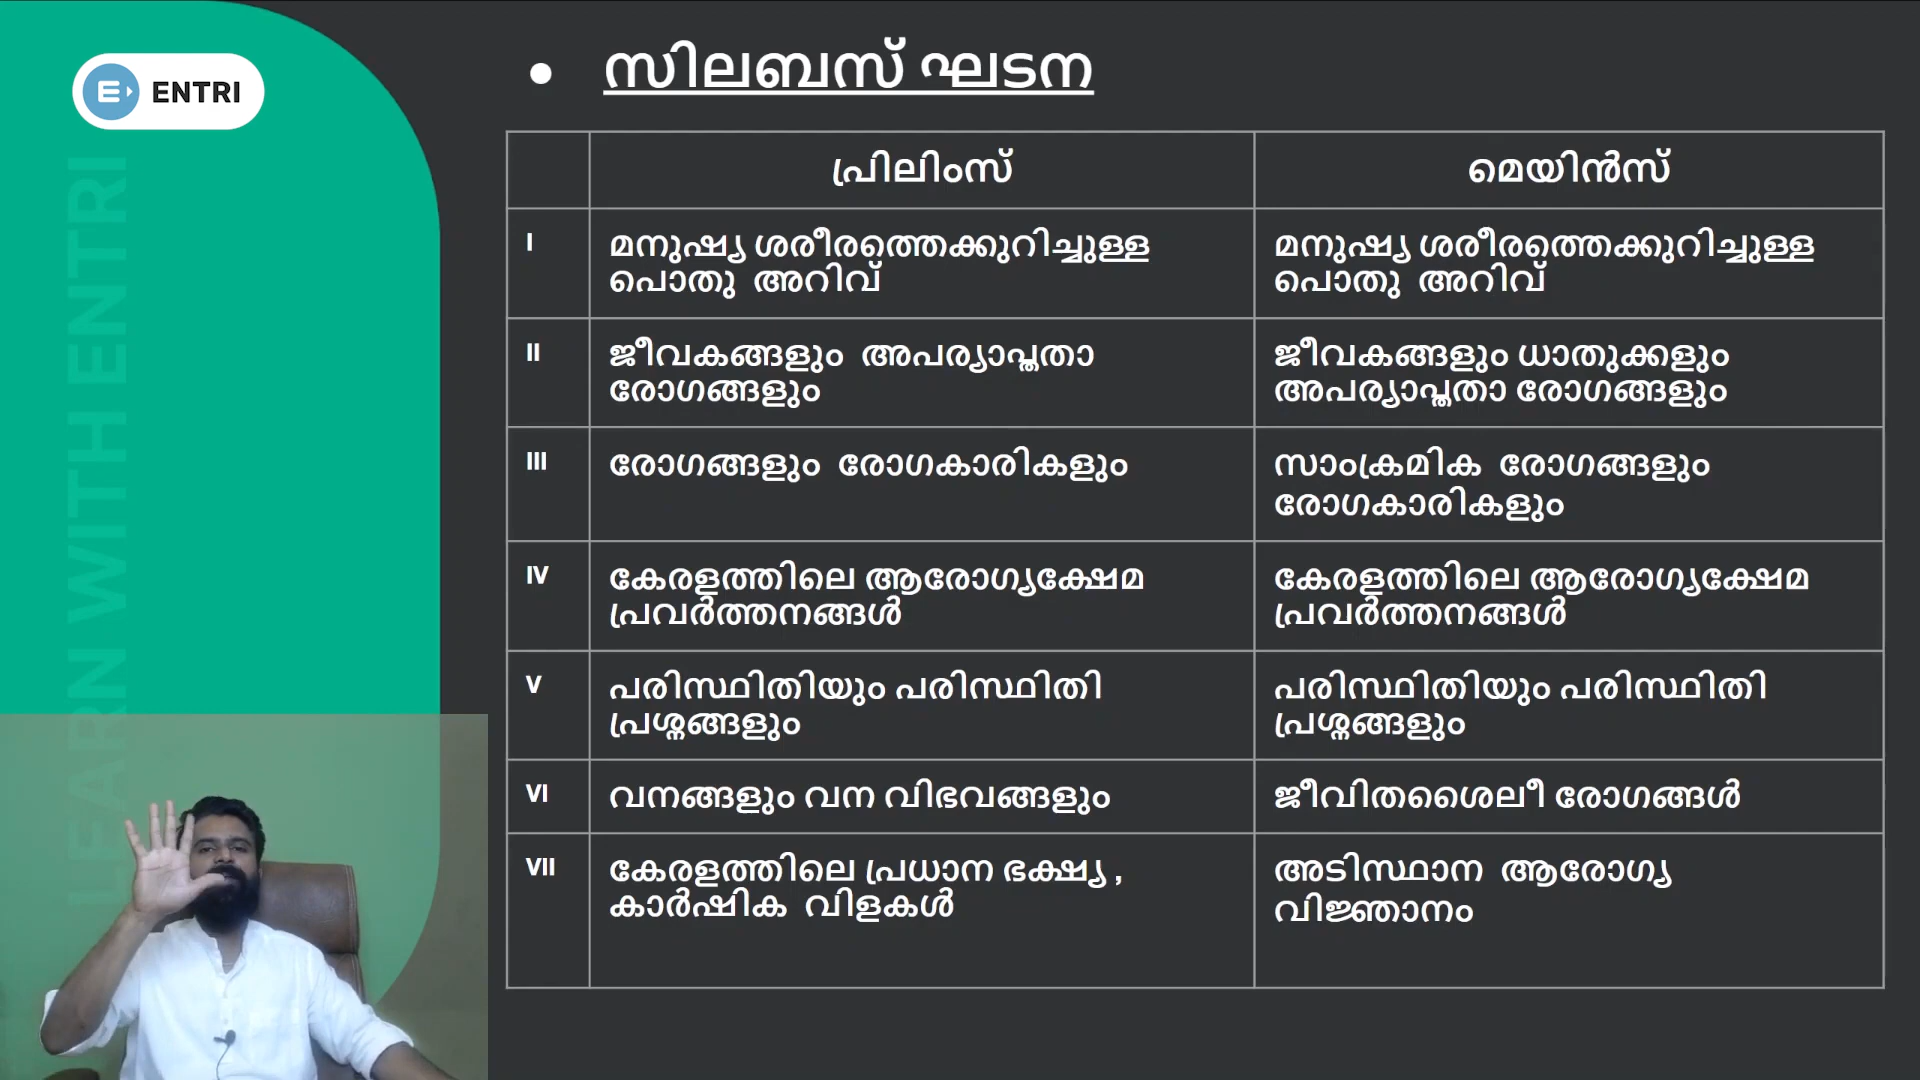 ENTRI
LEARN WITH ENTRI
• സിലബസ് ഘടന
പ്രിലിംസ്
മെയിൻസ്
I
മനുഷ്യ ശരീരത്തെക്കുറിച്ചുള്ള
പൊതു അറിവ്
മനുഷ്യ ശരീരത്തെക്കുറിച്ചുള്ള
പൊതു അറിവ്
II
ജീവകങ്ങളും അപര്യാപ്തതാ
രോഗങ്ങളും
ജീവകങ്ങളും ധാതുക്കളും
അപര്യാപ്തതാ രോഗങ്ങളും
III
രോഗങ്ങളും രോഗകാരികളും
സാംക്രമിക രോഗങ്ങളും
രോഗകാരികളും
IV
കേരളത്തിലെ ആരോഗ്യക്ഷേമ
പ്രവർത്തനങ്ങൾ
കേരളത്തിലെ ആരോഗ്യക്ഷേമ
പ്രവർത്തനങ്ങൾ
V
പരിസ്ഥിതിയും പരിസ്ഥിതി
പ്രശ്നങ്ങളും
പരിസ്ഥിതിയും പരിസ്ഥിതി
പ്രശ്നങ്ങളും
VI
വനങ്ങളും വന വിഭവങ്ങളും
ജീവിതശൈലീ രോഗങ്ങൾ
VII
കേരളത്തിലെ പ്രധാന ഭക്ഷ്യ ,
കാർഷിക വിളകൾ
അടിസ്ഥാന ആരോഗ്യ
വിജ്ഞാനം